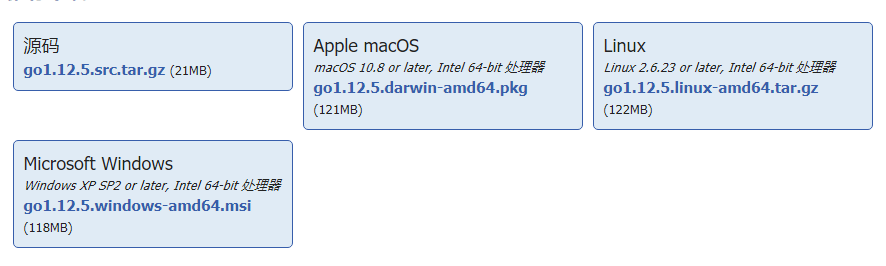 源码
go1.12.5.src.tar.gz (21MB)
Apple macOS
macOS 10.8 or later, Intel 64-bit 处理器
go1.12.5.darwin-amd64.pkg
(121MB)
Linux
Linux 2.6.23 or later, Intel 64-bit 处理器
go1.12.5.linux-amd64.tar.gz
(122MB)
Microsoft Windows
Windows XP SP2 or later, Intel 64-bit 处理器
go1.12.5.windows-amd64.msi
(118MB)